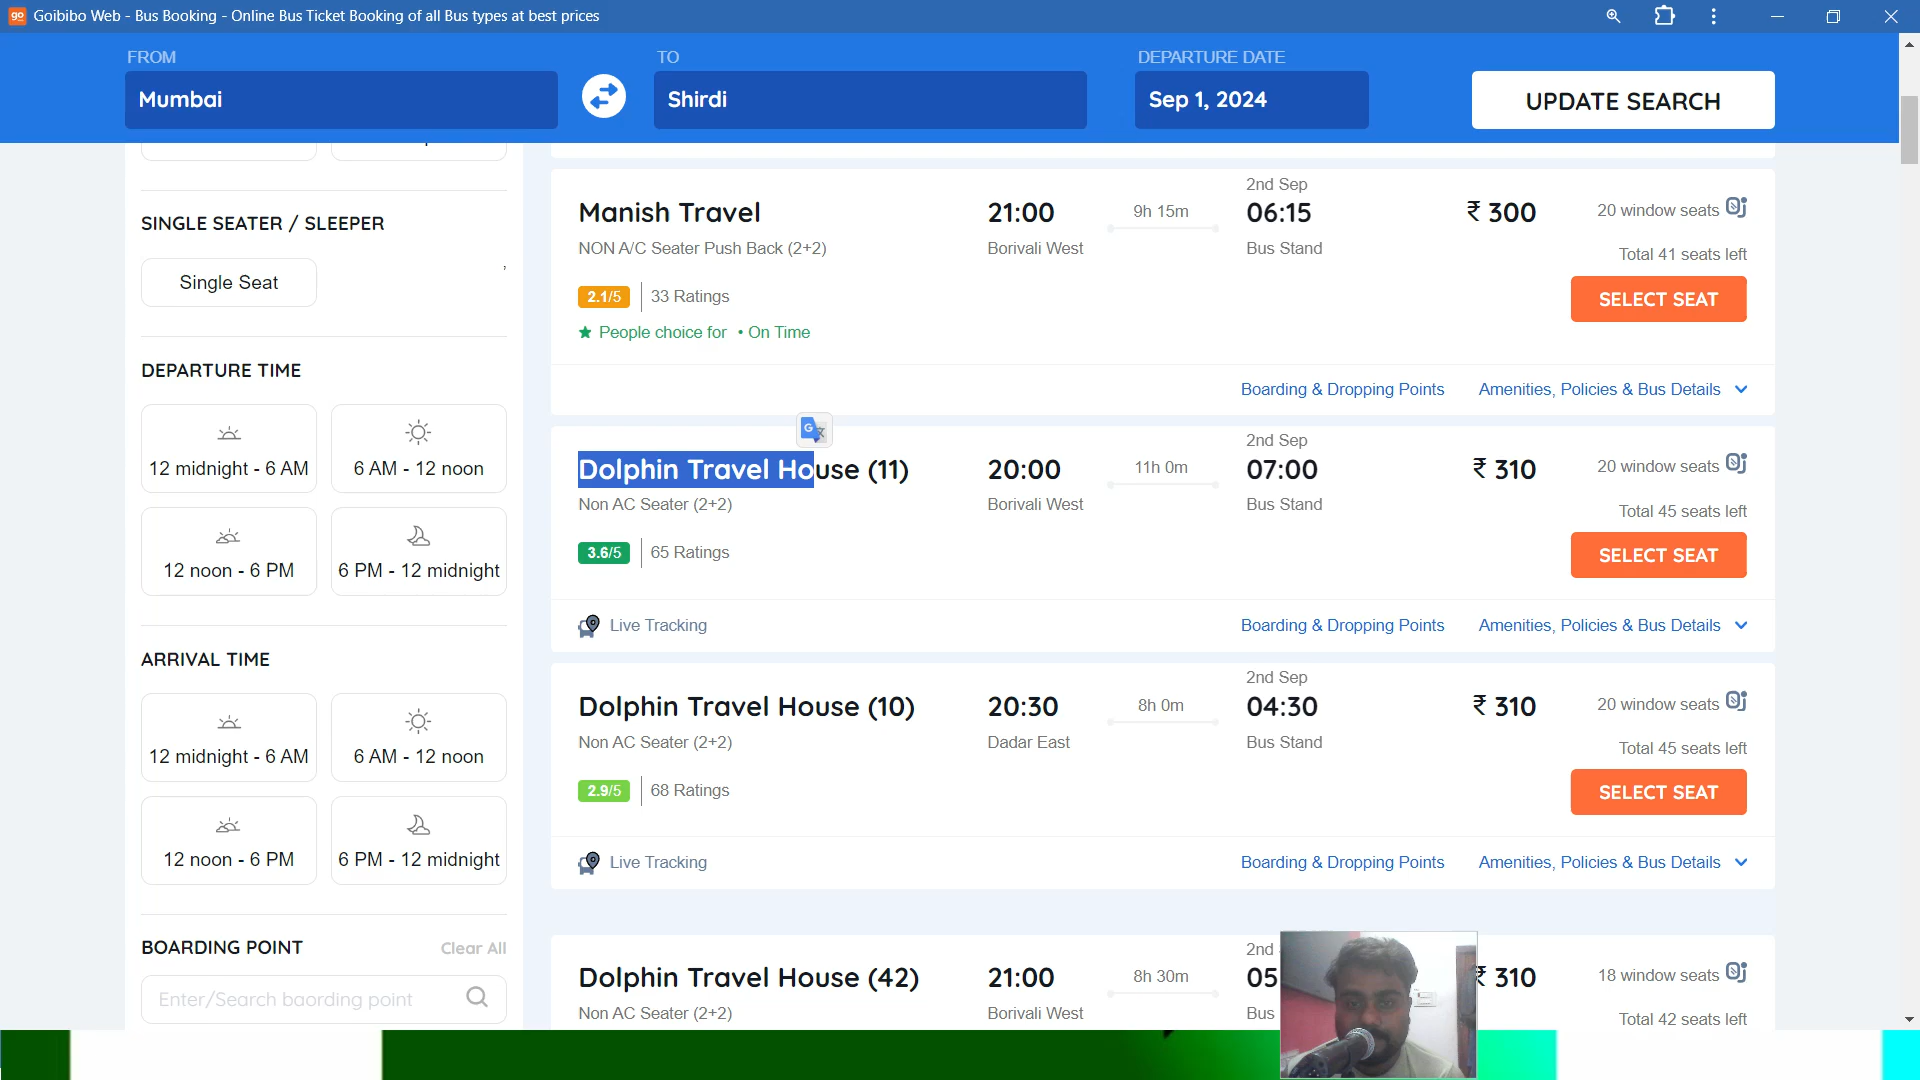 Goibibo Web - Bus Booking - Online Bus Ticket Booking of all Bus types at best prices
FROM
Mumbai
TO
Shirdi
DEPARTURE DATE
Sep 1, 2024
UPDATE SEARCH
SINGLE SEATER / SLEEPER
Single Seat
DEPARTURE TIME
12 midnight - 6 AM
6 AM - 12 noon
12 noon - 6 PM
6 PM - 12 midnight
ARRIVAL TIME
12 midnight - 6 AM
6 AM - 12 noon
12 noon - 6 PM
6 PM - 12 midnight
BOARDING POINT
Clear All
Enter/Search baording point
2nd Sep
Manish Travel 21:00 9h 15m 06:15 ₹ 300 20 window seats
NON A/C Seater Push Back (2+2) Borivali West Bus Stand Total 41 seats left
2.1/5 33 Ratings SELECT SEAT
People choice for • On Time
Boarding & Dropping Points Amenities, Policies & Bus Details
2nd Sep
Dolphin Travel House (11) 20:00 11h 0m 07:00 ₹ 310 20 window seats
Non AC Seater (2+2) Borivali West Bus Stand Total 45 seats left
3.6/5 65 Ratings SELECT SEAT
Live Tracking Boarding & Dropping Points Amenities, Policies & Bus Details
2nd Sep
Dolphin Travel House (10) 20:30 8h 0m 04:30 ₹ 310 20 window seats
Non AC Seater (2+2) Dadar East Bus Stand Total 45 seats left
2.9/5 68 Ratings SELECT SEAT
Live Tracking Boarding & Dropping Points Amenities, Policies & Bus Details
2nd
Dolphin Travel House (42) 21:00 8h 30m 05 ₹ 310 18 window seats
Non AC Seater (2+2) Borivali West Bus Total 42 seats left